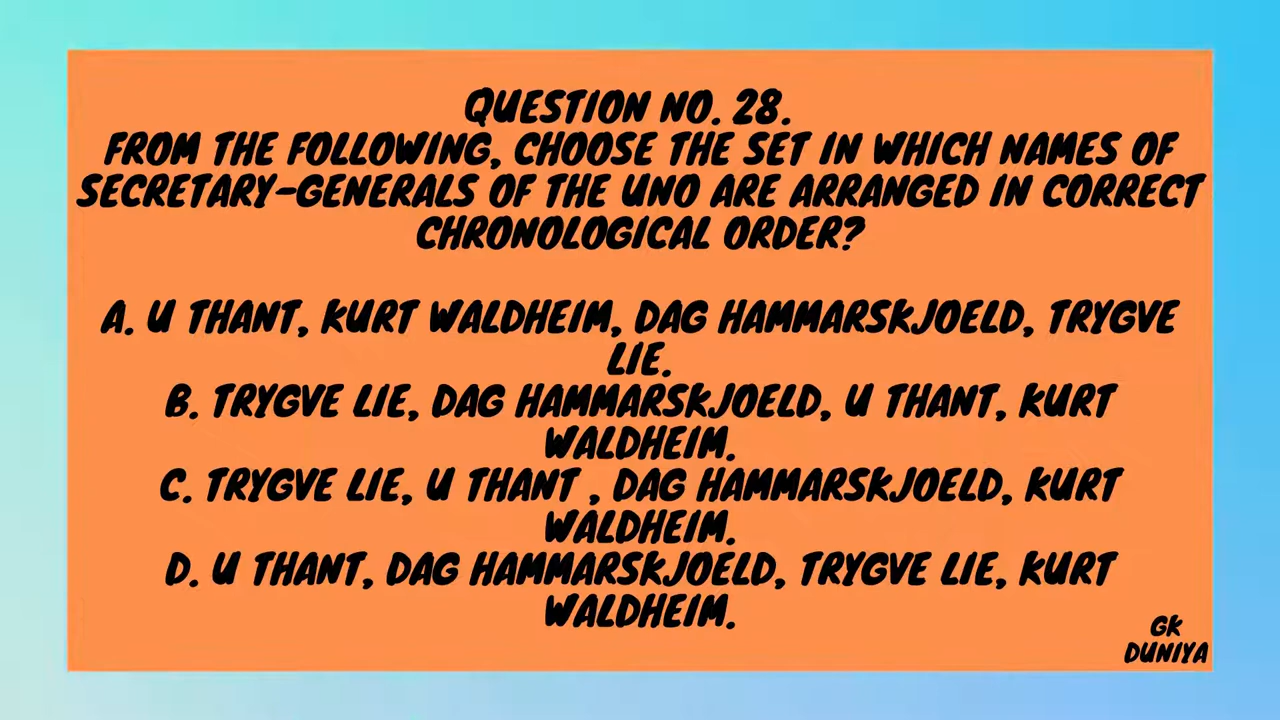 QUESTION NO. 28.
FROM THE FOLLOWING, CHOOSE THE SET IN WHICH NAMES OF
SECRETARY-GENERALS OF THE UNO ARE ARRANGED IN CORRECT
CHRONOLOGICAL ORDER?
A. U THANT, KURT WALDHEIM, DAG HAMMARSKJOELD, TRYGVE
LIE.
B. TRYGVE LIE, DAG HAMMARSKJOELD, U THANT, KURT
WALDHEIM.
C. TRYGVE LIE, U THANT , DAG HAMMARSKJOELD, KURT
WALDHEIM.
D. U THANT, DAG HAMMARSKJOELD, TRYGVE LIE, KURT
WALDHEIM.
GK
DUNIYA